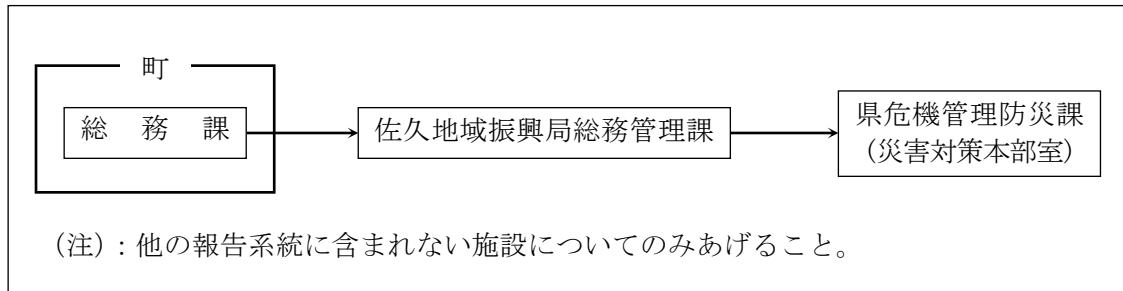 町
総務課
佐久地域振興局総務管理課
県危機管理防災課
(災害対策本部室)
(注):他の報告系統に含まれない施設についてのみあげること。